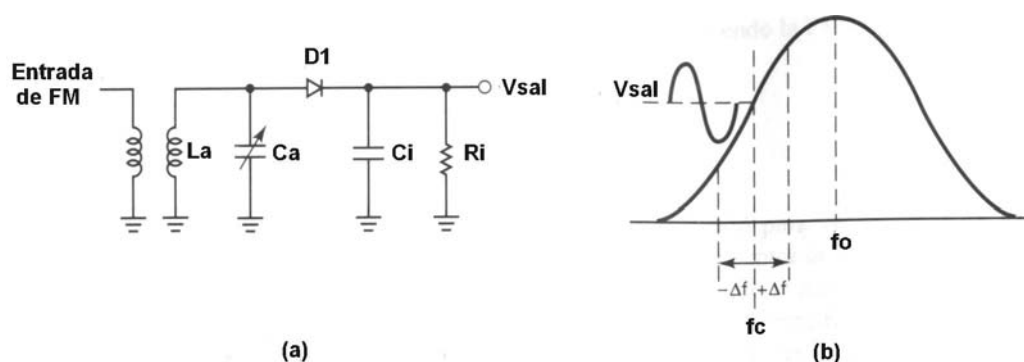 Entrada
de FM
D1
Vsal
La
Ca
Ci
Ri
(a)
Vsal
fo
−Δf +Δf
fc
(b)